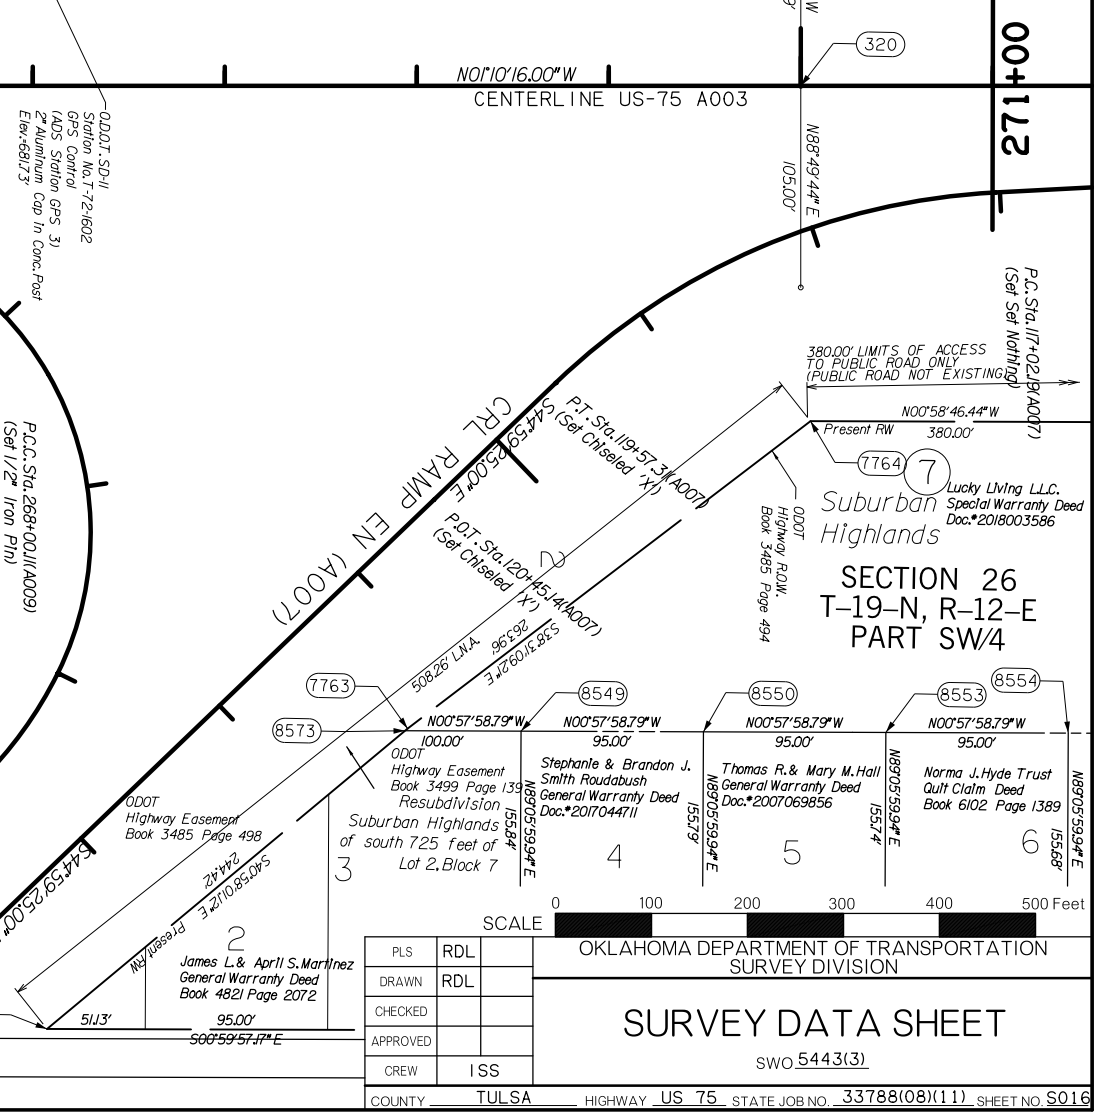 W
320
271+00
N01°10'16.00" W
CENTERLINE US-75 A003
N88°49'44" E
105.00'
O.D.O.T. SD-11
Station No. T-72-1602
GPS Control
(ADS Station GPS 3)
2" Aluminum Cap In Conc. Post
Elev.=681.73'
P.C. Sta. 117+02.19(A007)
(Set Set Nothing)
380.00' LIMITS OF ACCESS
TO PUBLIC ROAD ONLY
(PUBLIC ROAD NOT EXISTING)
N00°58'46.44" W
Present RW 380.00'
7764
7
Lucky Living L.L.C.
Special Warranty Deed
Doc.#2018003586
Suburban
Highlands
ODOT
Highway R.O.W.
Book 3485 Page 494
SECTION 26
T-19-N, R-12-E
PART SW/4
CRL RAMP EN (A007)
S 44°59'25.00" E
P.T. Sta. 119+57.31(A007)
(Set Chiseled 'X')
P.O.T. Sta. 120+45.14(A007)
(Set Chiseled 'X')
2
P.C.C. Sta. 268+00.11(A009)
(Set 1/2" Iron Pin)
508.26' L.N.A.
263.96'
S38°31'09.21" E
7763
8573
8549
8550
8553
8554
N00°57'58.79" W
100.00'
N00°57'58.79" W
95.00'
N00°57'58.79" W
95.00'
N00°57'58.79" W
95.00'
ODOT
Highway Easement
Book 3499 Page 139
Resubdivision
Suburban Highlands
of south 725 feet of
Lot 2, Block 7
3
N89°05'59.94" E
155.84'
Stephanie & Brandon J.
Smith Roudabush
General Warranty Deed
Doc.#2017044711
4
N89°05'59.94" E
155.79'
Thomas R. & Mary M. Hall
General Warranty Deed
Doc.#2007069856
5
N89°05'59.94" E
155.74'
Norma J. Hyde Trust
Quit Claim Deed
Book 6102 Page 1389
6
N89°05'59.94" E
155.68'
ODOT
Highway Easement
Book 3485 Page 498
S44°59'25.00"
244.42'
S40°58'01.12" E
Present RW
2
James L. & April S. Martinez
General Warranty Deed
Book 4821 Page 2072
51.13' 95.00'
S00°59'57.17" E
SCALE 0 100 200 300 400 500 Feet
PLS RDL
DRAWN RDL
CHECKED
APPROVED
CREW ISS
OKLAHOMA DEPARTMENT OF TRANSPORTATION
SURVEY DIVISION
SURVEY DATA SHEET
SWO 5443(3)
COUNTY TULSA HIGHWAY US 75 STATE JOB NO. 33788(08)(11) SHEET NO. S016